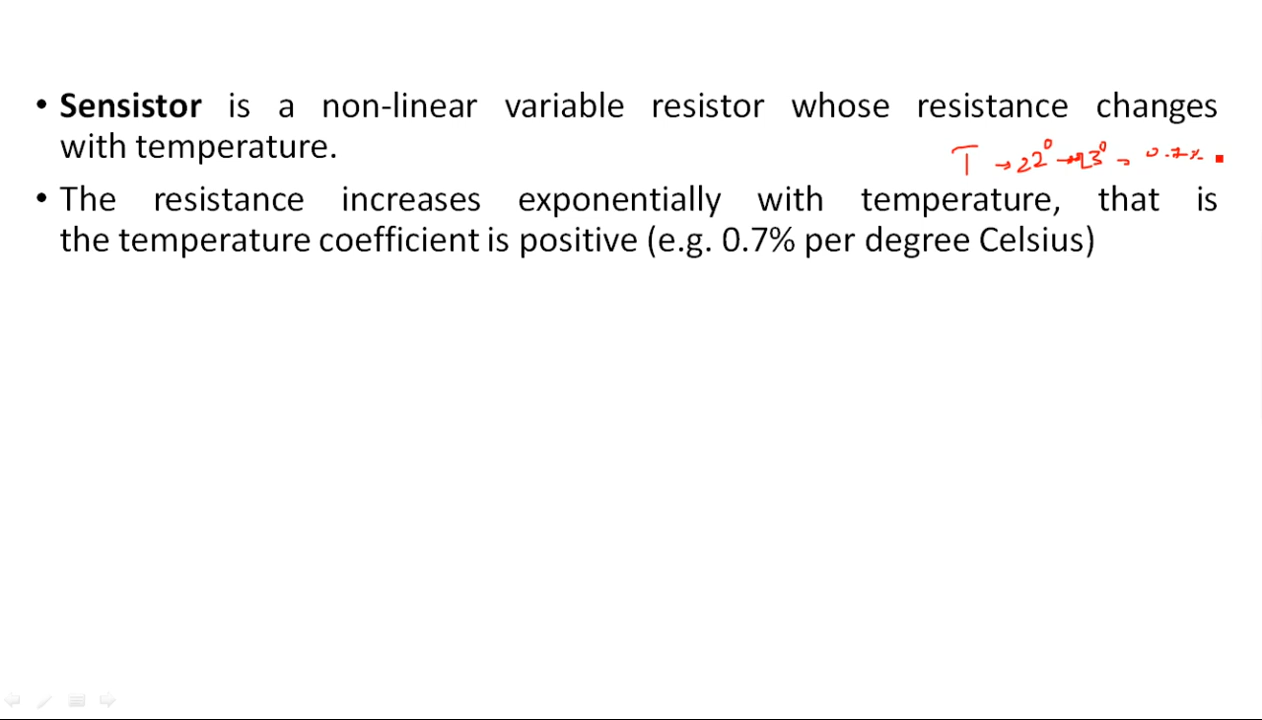 • Sensistor is a non-linear variable resistor whose resistance changes
with temperature.
T → 22° → 23° → 0.7%
• The resistance increases exponentially with temperature, that is
the temperature coefficient is positive (e.g. 0.7% per degree Celsius)